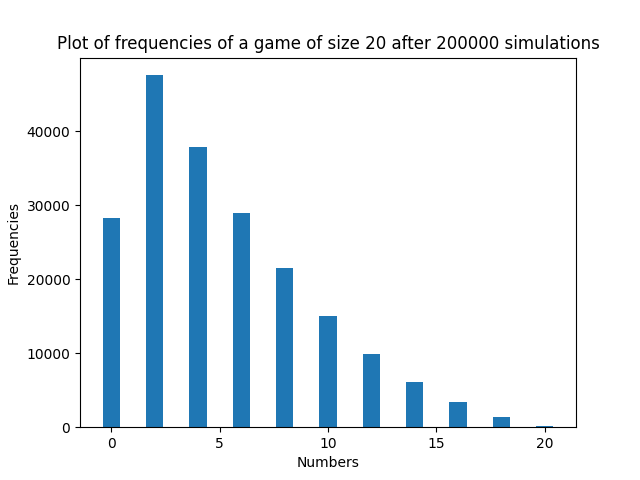 Plot of frequencies of a game of size 20 after 200000 simulations
40000
30000
20000
10000
0
Frequencies
0 5 10 15 20
Numbers